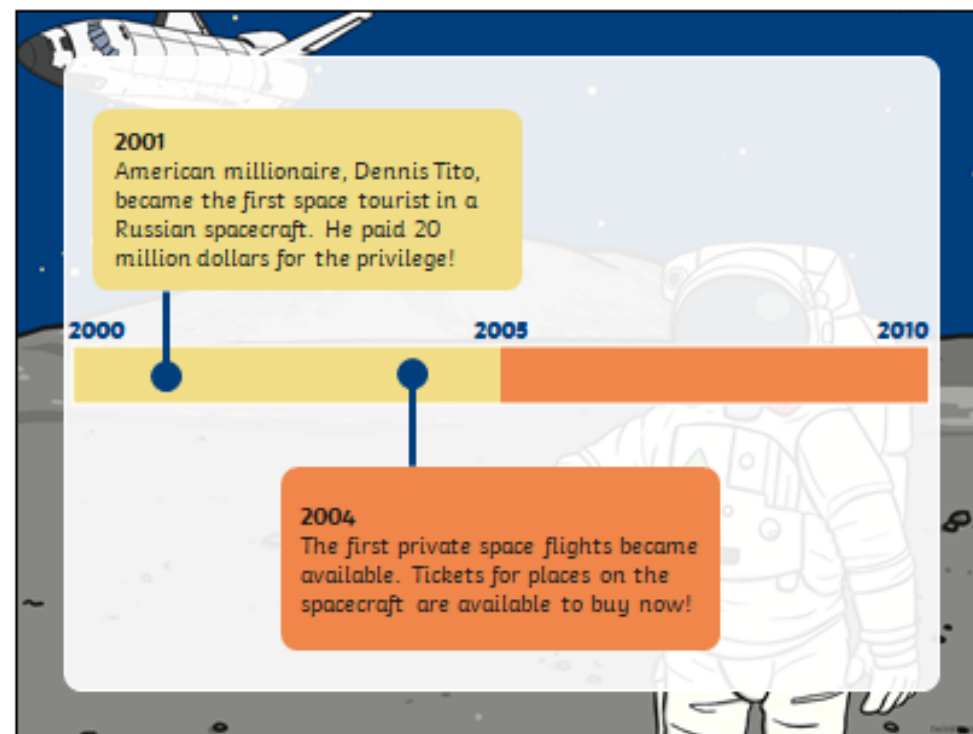 2001
American millionaire, Dennis Tito,
became the first space tourist in a
Russian spacecraft. He paid 20
million dollars for the privilege!
2000 2005 2010
2004
The first private space flights became
available. Tickets for places on the
spacecraft are available to buy now!